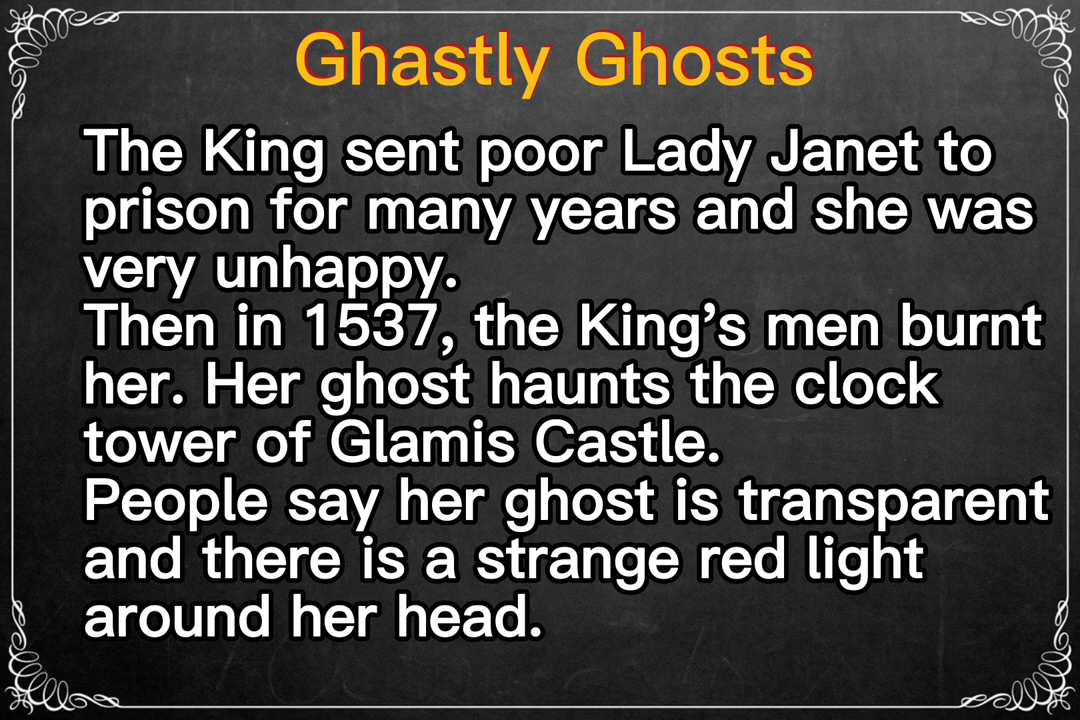 Ghastly Ghosts
The King sent poor Lady Janet to
prison for many years and she was
very unhappy.
Then in 1537, the King’s men burnt
her. Her ghost haunts the clock
tower of Glamis Castle.
People say her ghost is transparent
and there is a strange red light
around her head.